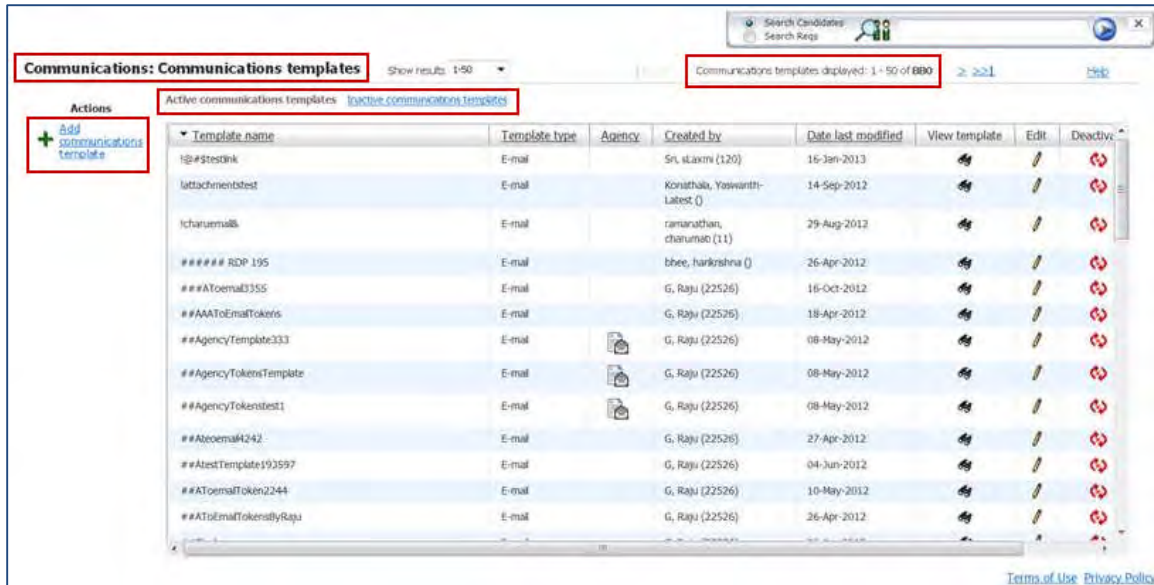 Search Candidates
Search Reqs
Communications: Communications templates
Show results 1-50
Communications templates displayed: 1 - 50 of 880
> >>1
Help
Actions
Add communications template
Active communications templates Inactive communications templates
Template name Template type Agency Created by Date last modified View template Edit Deactiva
!@#$testlink E-mail Sri, sLaxmi (120) 16-Jan-2013
!attachmentstest E-mail Konathala, Yaswanth-Latest () 14-Sep-2012
!charuemail& E-mail ramanathan, charumati (11) 29-Aug-2012
###### RDP 195 E-mail bhee, harikrishna () 26-Apr-2012
###AToemail3355 E-mail G, Raju (22526) 16-Oct-2012
##AAAToEmailTokens E-mail G, Raju (22526) 18-Apr-2012
##AgencyTemplate333 E-mail G, Raju (22526) 08-May-2012
##AgencyTokensTemplate E-mail G, Raju (22526) 08-May-2012
##AgencyTokenstest1 E-mail G, Raju (22526) 08-May-2012
##Ateoemail4242 E-mail G, Raju (22526) 27-Apr-2012
##AtestTemplate193597 E-mail G, Raju (22526) 04-Jun-2012
##AToemailToken2244 E-mail G, Raju (22526) 10-May-2012
##AToEmailTokensByRaju E-mail G, Raju (22526) 26-Apr-2012
Terms of Use Privacy Policy